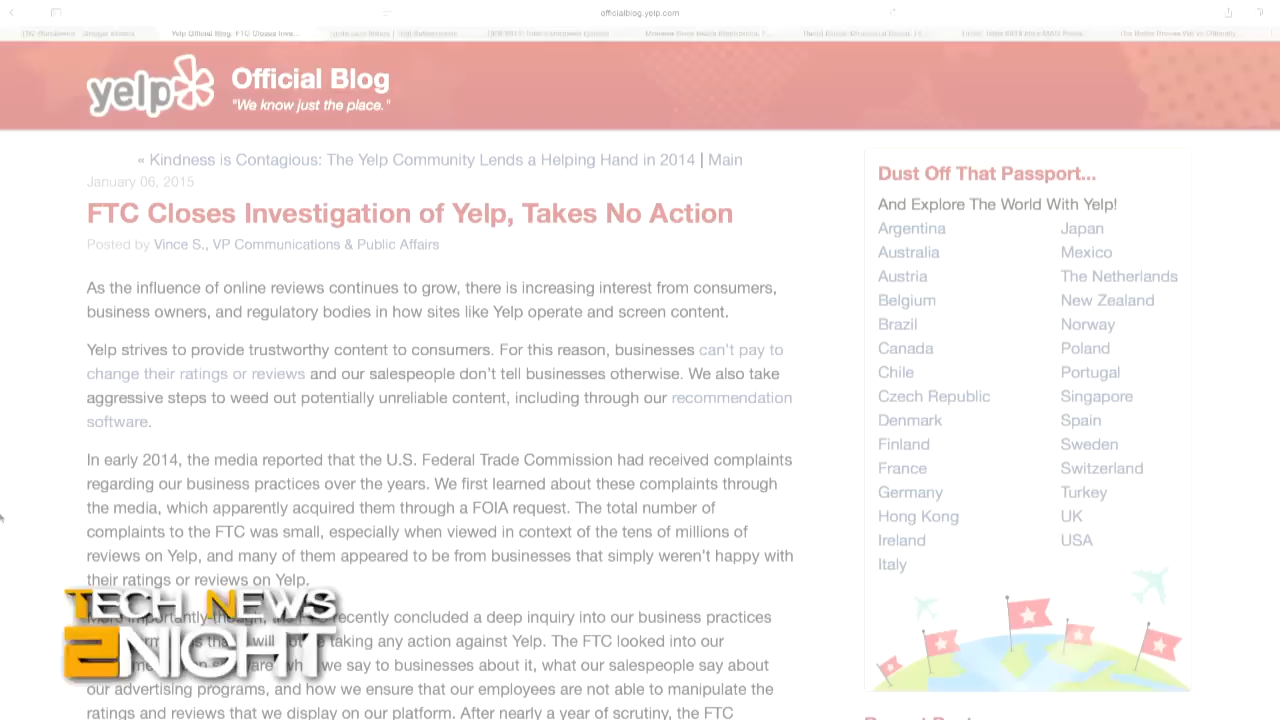 officialblog.yelp.com
Yelp Official Blog: FTC Closes Inve...
yelp
Official Blog
"We know just the place."
« Kindness is Contagious: The Yelp Community Lends a Helping Hand in 2014 | Main
January 06, 2015
FTC Closes Investigation of Yelp, Takes No Action
Posted by Vince S., VP Communications & Public Affairs
As the influence of online reviews continues to grow, there is increasing interest from consumers,
business owners, and regulatory bodies in how sites like Yelp operate and screen content.
Yelp strives to provide trustworthy content to consumers. For this reason, businesses can't pay to
change their ratings or reviews and our salespeople don't tell businesses otherwise. We also take
aggressive steps to weed out potentially unreliable content, including through our recommendation
software.
In early 2014, the media reported that the U.S. Federal Trade Commission had received complaints
regarding our business practices over the years. We first learned about these complaints through
the media, which apparently acquired them through a FOIA request. The total number of
complaints to the FTC was small, especially when viewed in context of the tens of millions of
reviews on Yelp, and many of them appeared to be from businesses that simply weren't happy with
their ratings or reviews on Yelp.
recently concluded a deep inquiry into our business practices
will taking any action against Yelp. The FTC looked into our
we say to businesses about it, what our salespeople say about
our advertising programs, and how we ensure that our employees are not able to manipulate the
ratings and reviews that we display on our platform. After nearly a year of scrutiny, the FTC
TECH NEWS
2NIGHT
Dust Off That Passport...
And Explore The World With Yelp!
Argentina
Australia
Austria
Belgium
Brazil
Canada
Chile
Czech Republic
Denmark
Finland
France
Germany
Hong Kong
Ireland
Italy
Japan
Mexico
The Netherlands
New Zealand
Norway
Poland
Portugal
Singapore
Spain
Sweden
Switzerland
Turkey
UK
USA